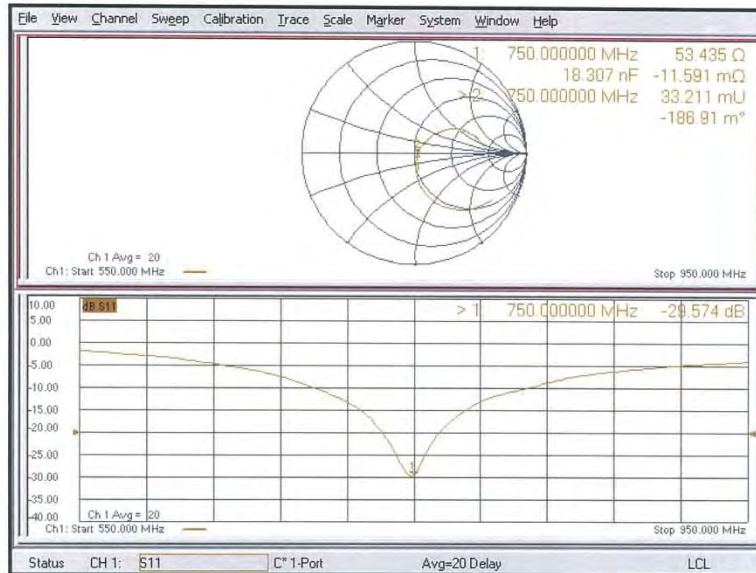 File View Channel Sweep Calibration Trace Scale Marker System Window Help
1: 750.000000 MHz 53.435 Ω
18.307 nF -11.591 mΩ
> 2: 750.000000 MHz 33.211 mU
-186.91 m°
Ch 1 Avg = 20
Ch1: Start 550.000 MHz Stop 950.000 MHz
10.00 dB S11 > 1: 750.000000 MHz -29.574 dB
5.00
0.00
-5.00
-10.00
-15.00
-20.00
-25.00
-30.00 1
-35.00
-40.00 Ch 1 Avg = 20
Ch1: Start 550.000 MHz Stop 950.000 MHz
Status CH 1: S11 C* 1-Port Avg=20 Delay LCL